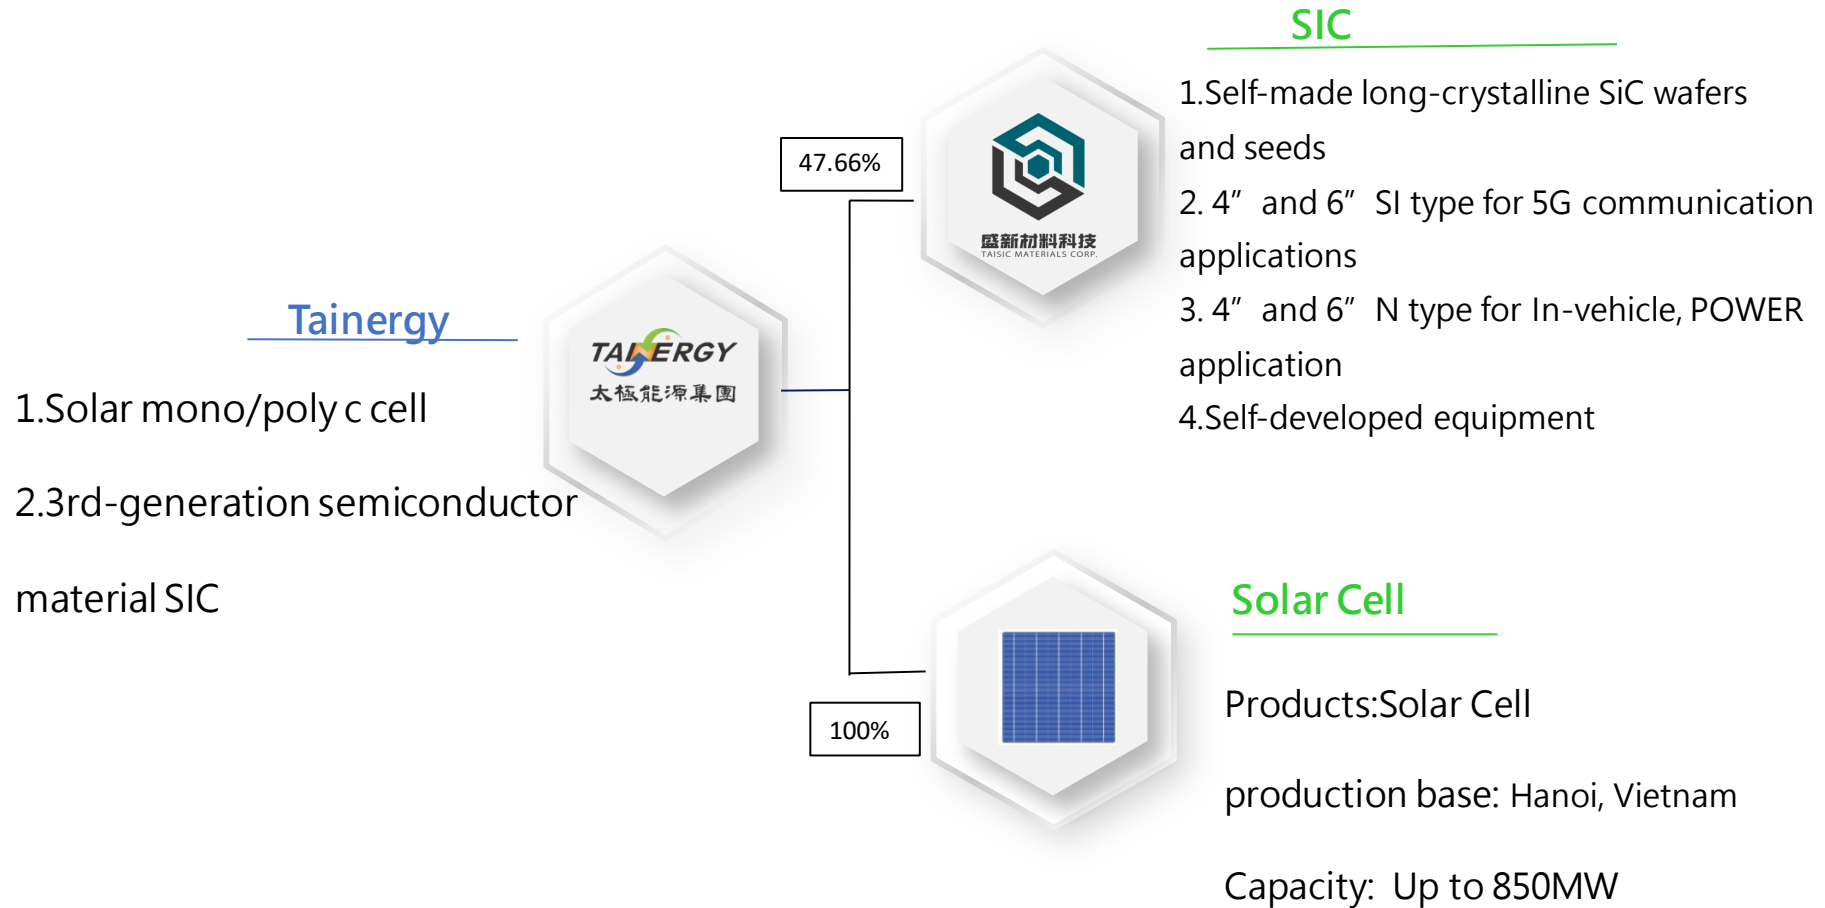 Tainergy
1.Solar mono/poly c cell
2.3rd-generation semiconductor
material SIC
TAINERGY
太極能源集團
47.66%
100%
盛新材料科技
TAISIC MATERIALS CORP.
SIC
1.Self-made long-crystalline SiC wafers
and seeds
2. 4” and 6” SI type for 5G communication
applications
3. 4” and 6” N type for In-vehicle, POWER
application
4.Self-developed equipment
Solar Cell
Products:Solar Cell
production base: Hanoi, Vietnam
Capacity: Up to 850MW